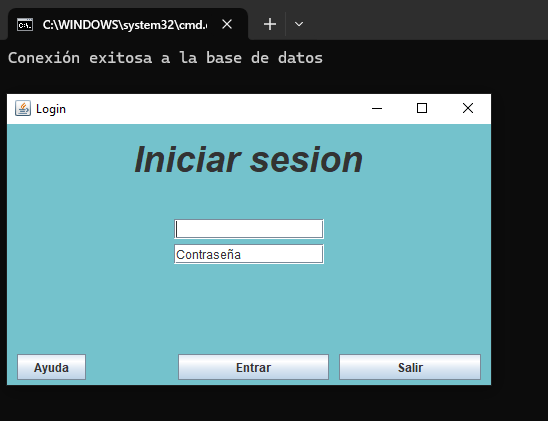 C:\WINDOWS\system32\cmd.
Conexión exitosa a la base de datos
Login
Iniciar sesion
Contraseña
Ayuda
Entrar
Salir